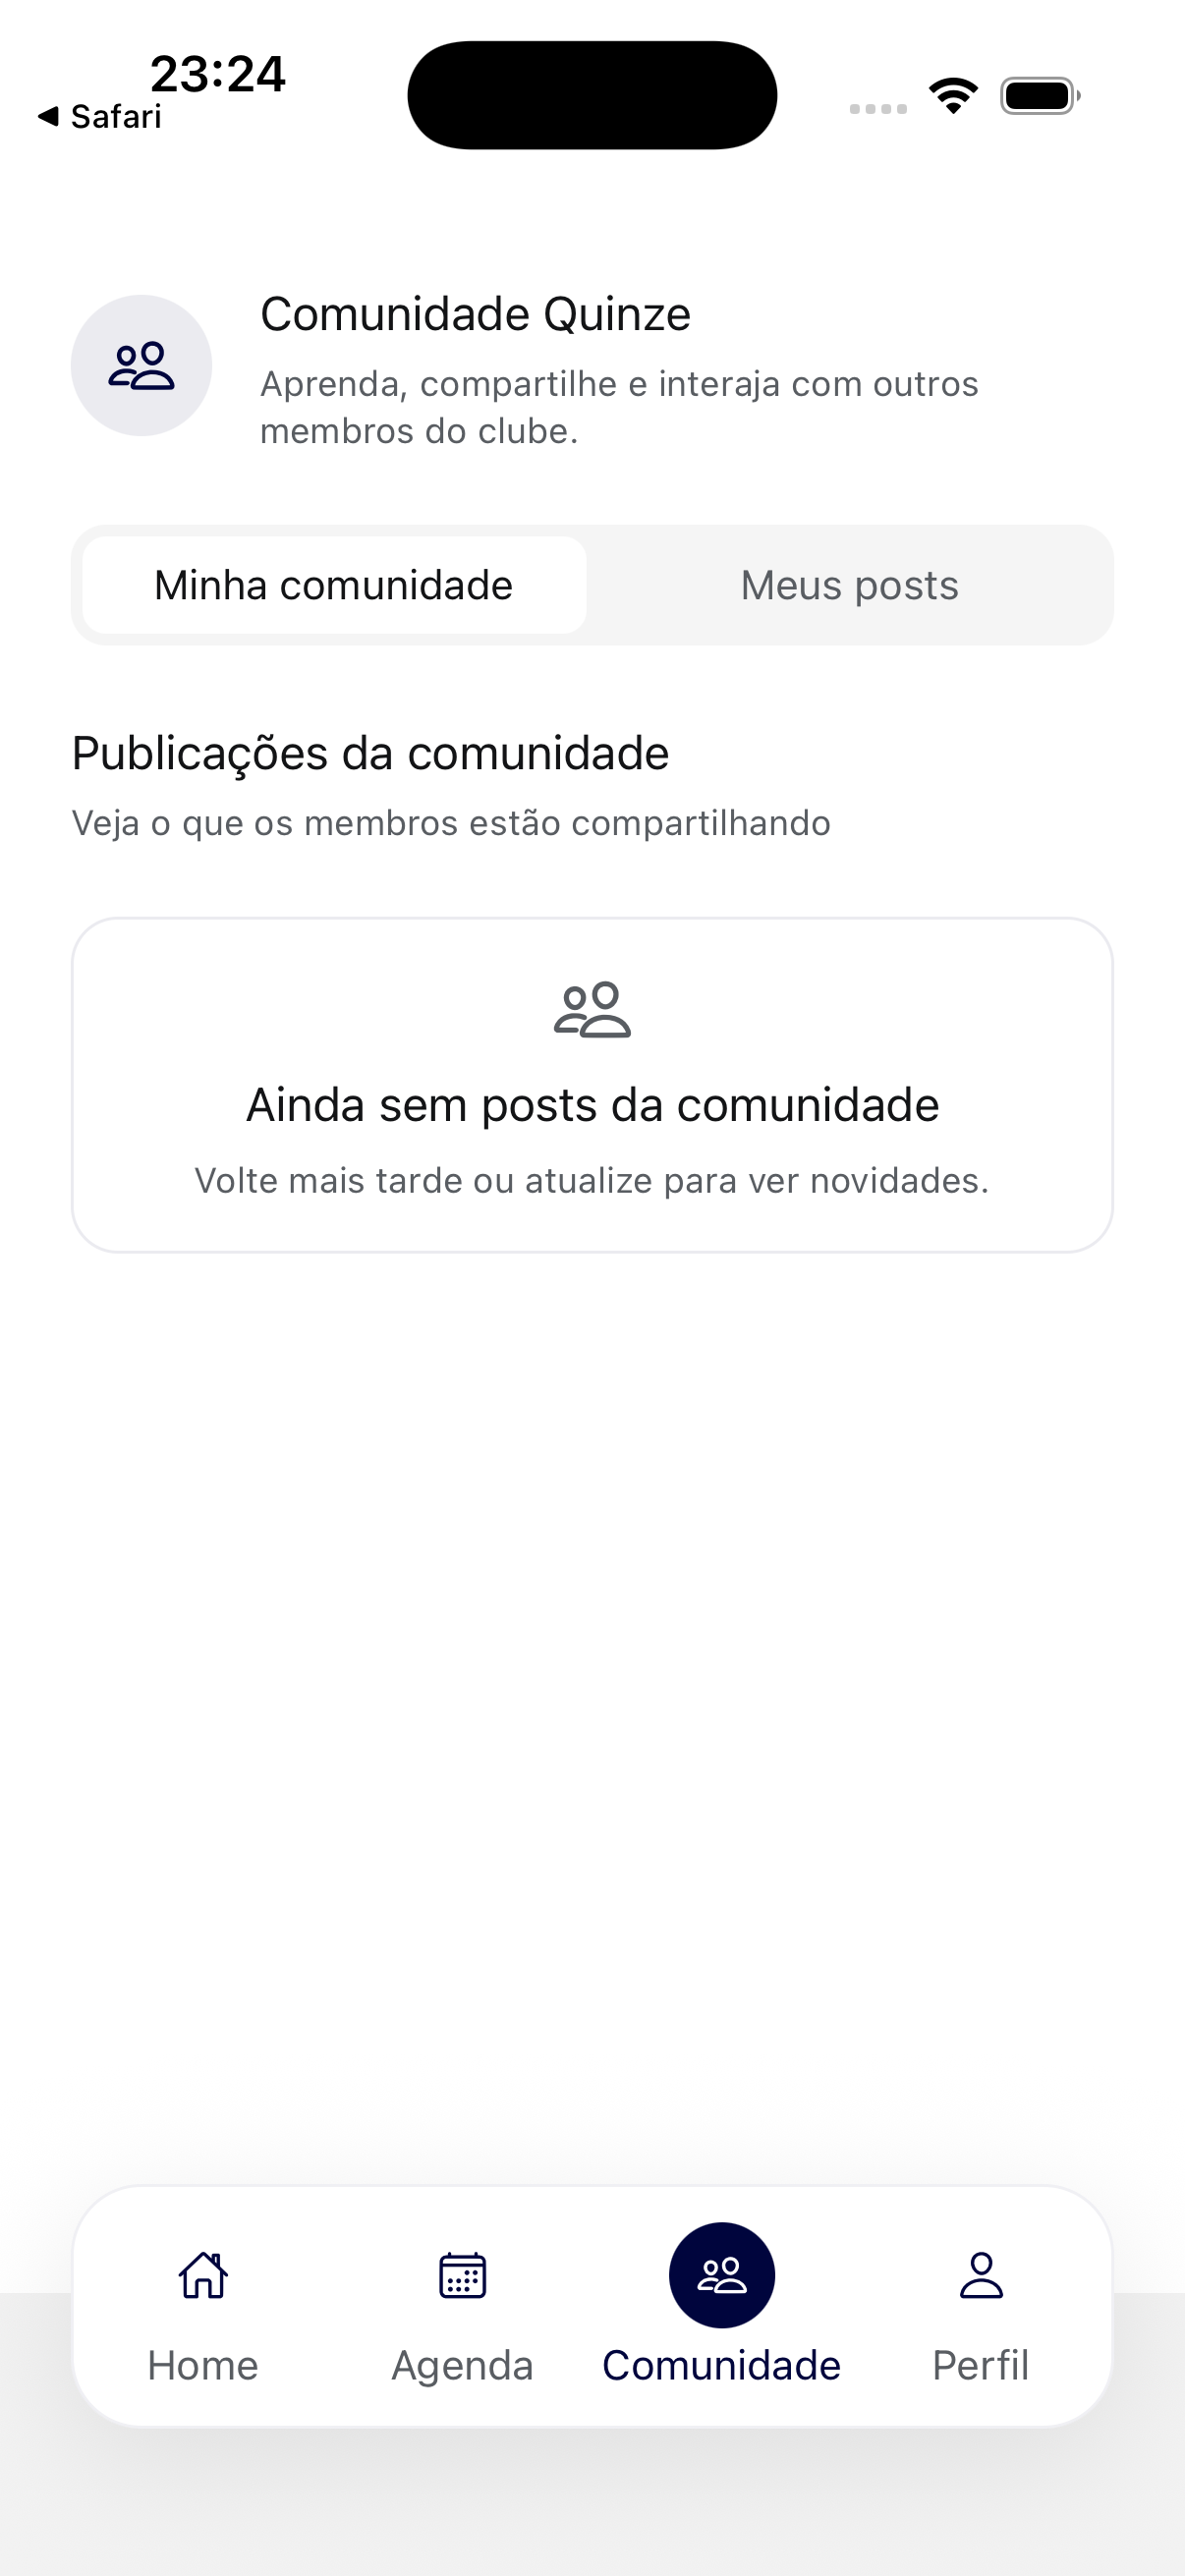 23:24
Safari
Comunidade Quinze
Aprenda, compartilhe e interaja com outros
membros do clube.
Minha comunidade
Meus posts
Publicações da comunidade
Veja o que os membros estão compartilhando
Ainda sem posts da comunidade
Volte mais tarde ou atualize para ver novidades.
Home
Agenda
Comunidade
Perfil